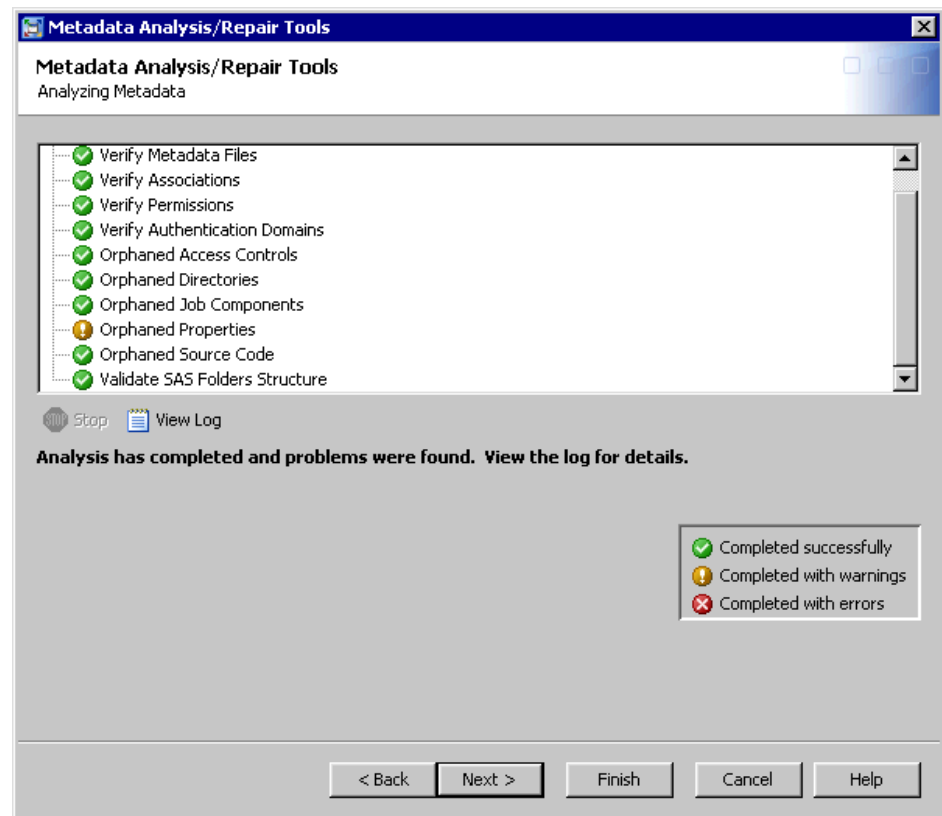 Metadata Analysis/Repair Tools
Metadata Analysis/Repair Tools
Analyzing Metadata
Verify Metadata Files
Verify Associations
Verify Permissions
Verify Authentication Domains
Orphaned Access Controls
Orphaned Directories
Orphaned Job Components
Orphaned Properties
Orphaned Source Code
Validate SAS Folders Structure
STOP Stop View Log
Analysis has completed and problems were found. View the log for details.
Completed successfully
Completed with warnings
Completed with errors
< Back Next > Finish Cancel Help